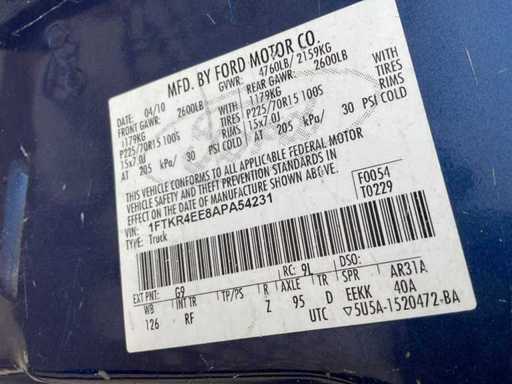 MFD. BY FORD MOTOR CO.
DATE: 04/10 GVWR: 4760LB/ 2159KG
FRONT GAWR: 2600LB REAR GAWR: 2600LB
1179KG 1179KG WITH
P225/70R15 100S P225/70R15 100S TIRES
15x7.0J 15x7.0J RIMS
AT 205 kPa/ 30 PSI COLD AT 205 kPa/ 30 PSI COLD
WITH
TIRES
RIMS
THIS VEHICLE CONFORMS TO ALL APPLICABLE FEDERAL MOTOR
VEHICLE SAFETY AND THEFT PREVENTION STANDARDS IN
EFFECT ON THE DATE OF MANUFACTURE SHOWN ABOVE.
VIN: 1FTKR4EE8APA54231
TYPE: Truck
F0054
T0229
EXT PNT: G9 RC: 9L DSO:
WB INT TR TP/PS R AXLE TR SPR AR31A
126 RF Z 95 D EEKK 40A
UTC ▽5U5A-1520472-BA